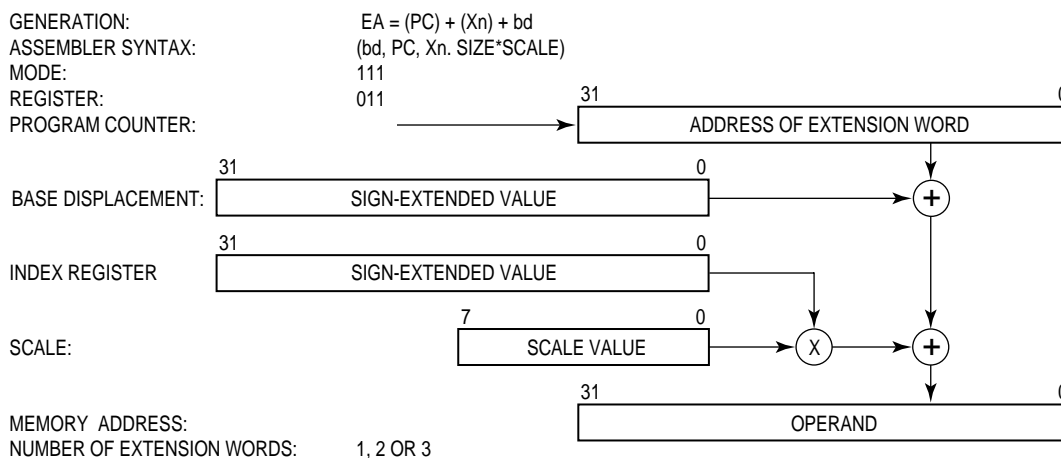 GENERATION: EA = (PC) + (Xn) + bd
ASSEMBLER SYNTAX: (bd, PC, Xn. SIZE*SCALE)
MODE: 111
REGISTER: 011
31 0
PROGRAM COUNTER: ADDRESS OF EXTENSION WORD
31 0
BASE DISPLACEMENT: SIGN-EXTENDED VALUE +
31 0
INDEX REGISTER SIGN-EXTENDED VALUE
7 0
SCALE: SCALE VALUE X +
31 0
MEMORY ADDRESS: OPERAND
NUMBER OF EXTENSION WORDS: 1, 2 OR 3